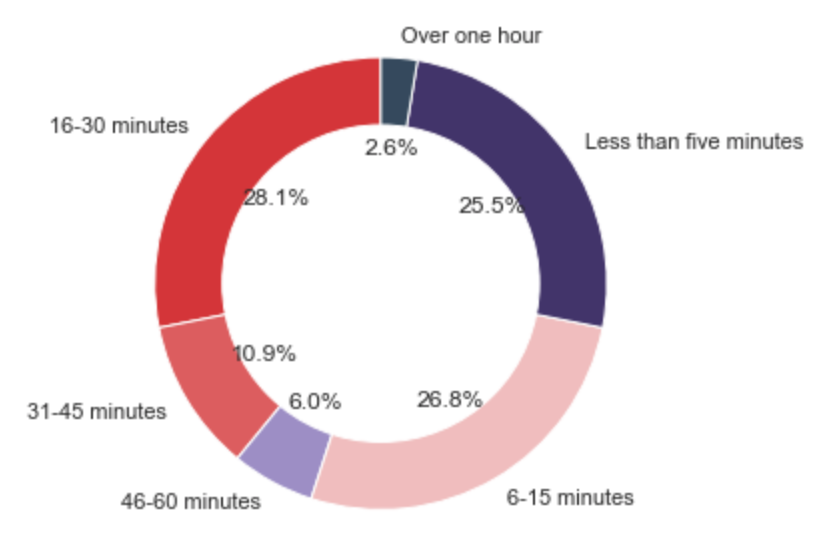 Over one hour
16-30 minutes
Less than five minutes
2.6%
28.1%
25.5%
10.9%
6.0%
26.8%
31-45 minutes
46-60 minutes
6-15 minutes